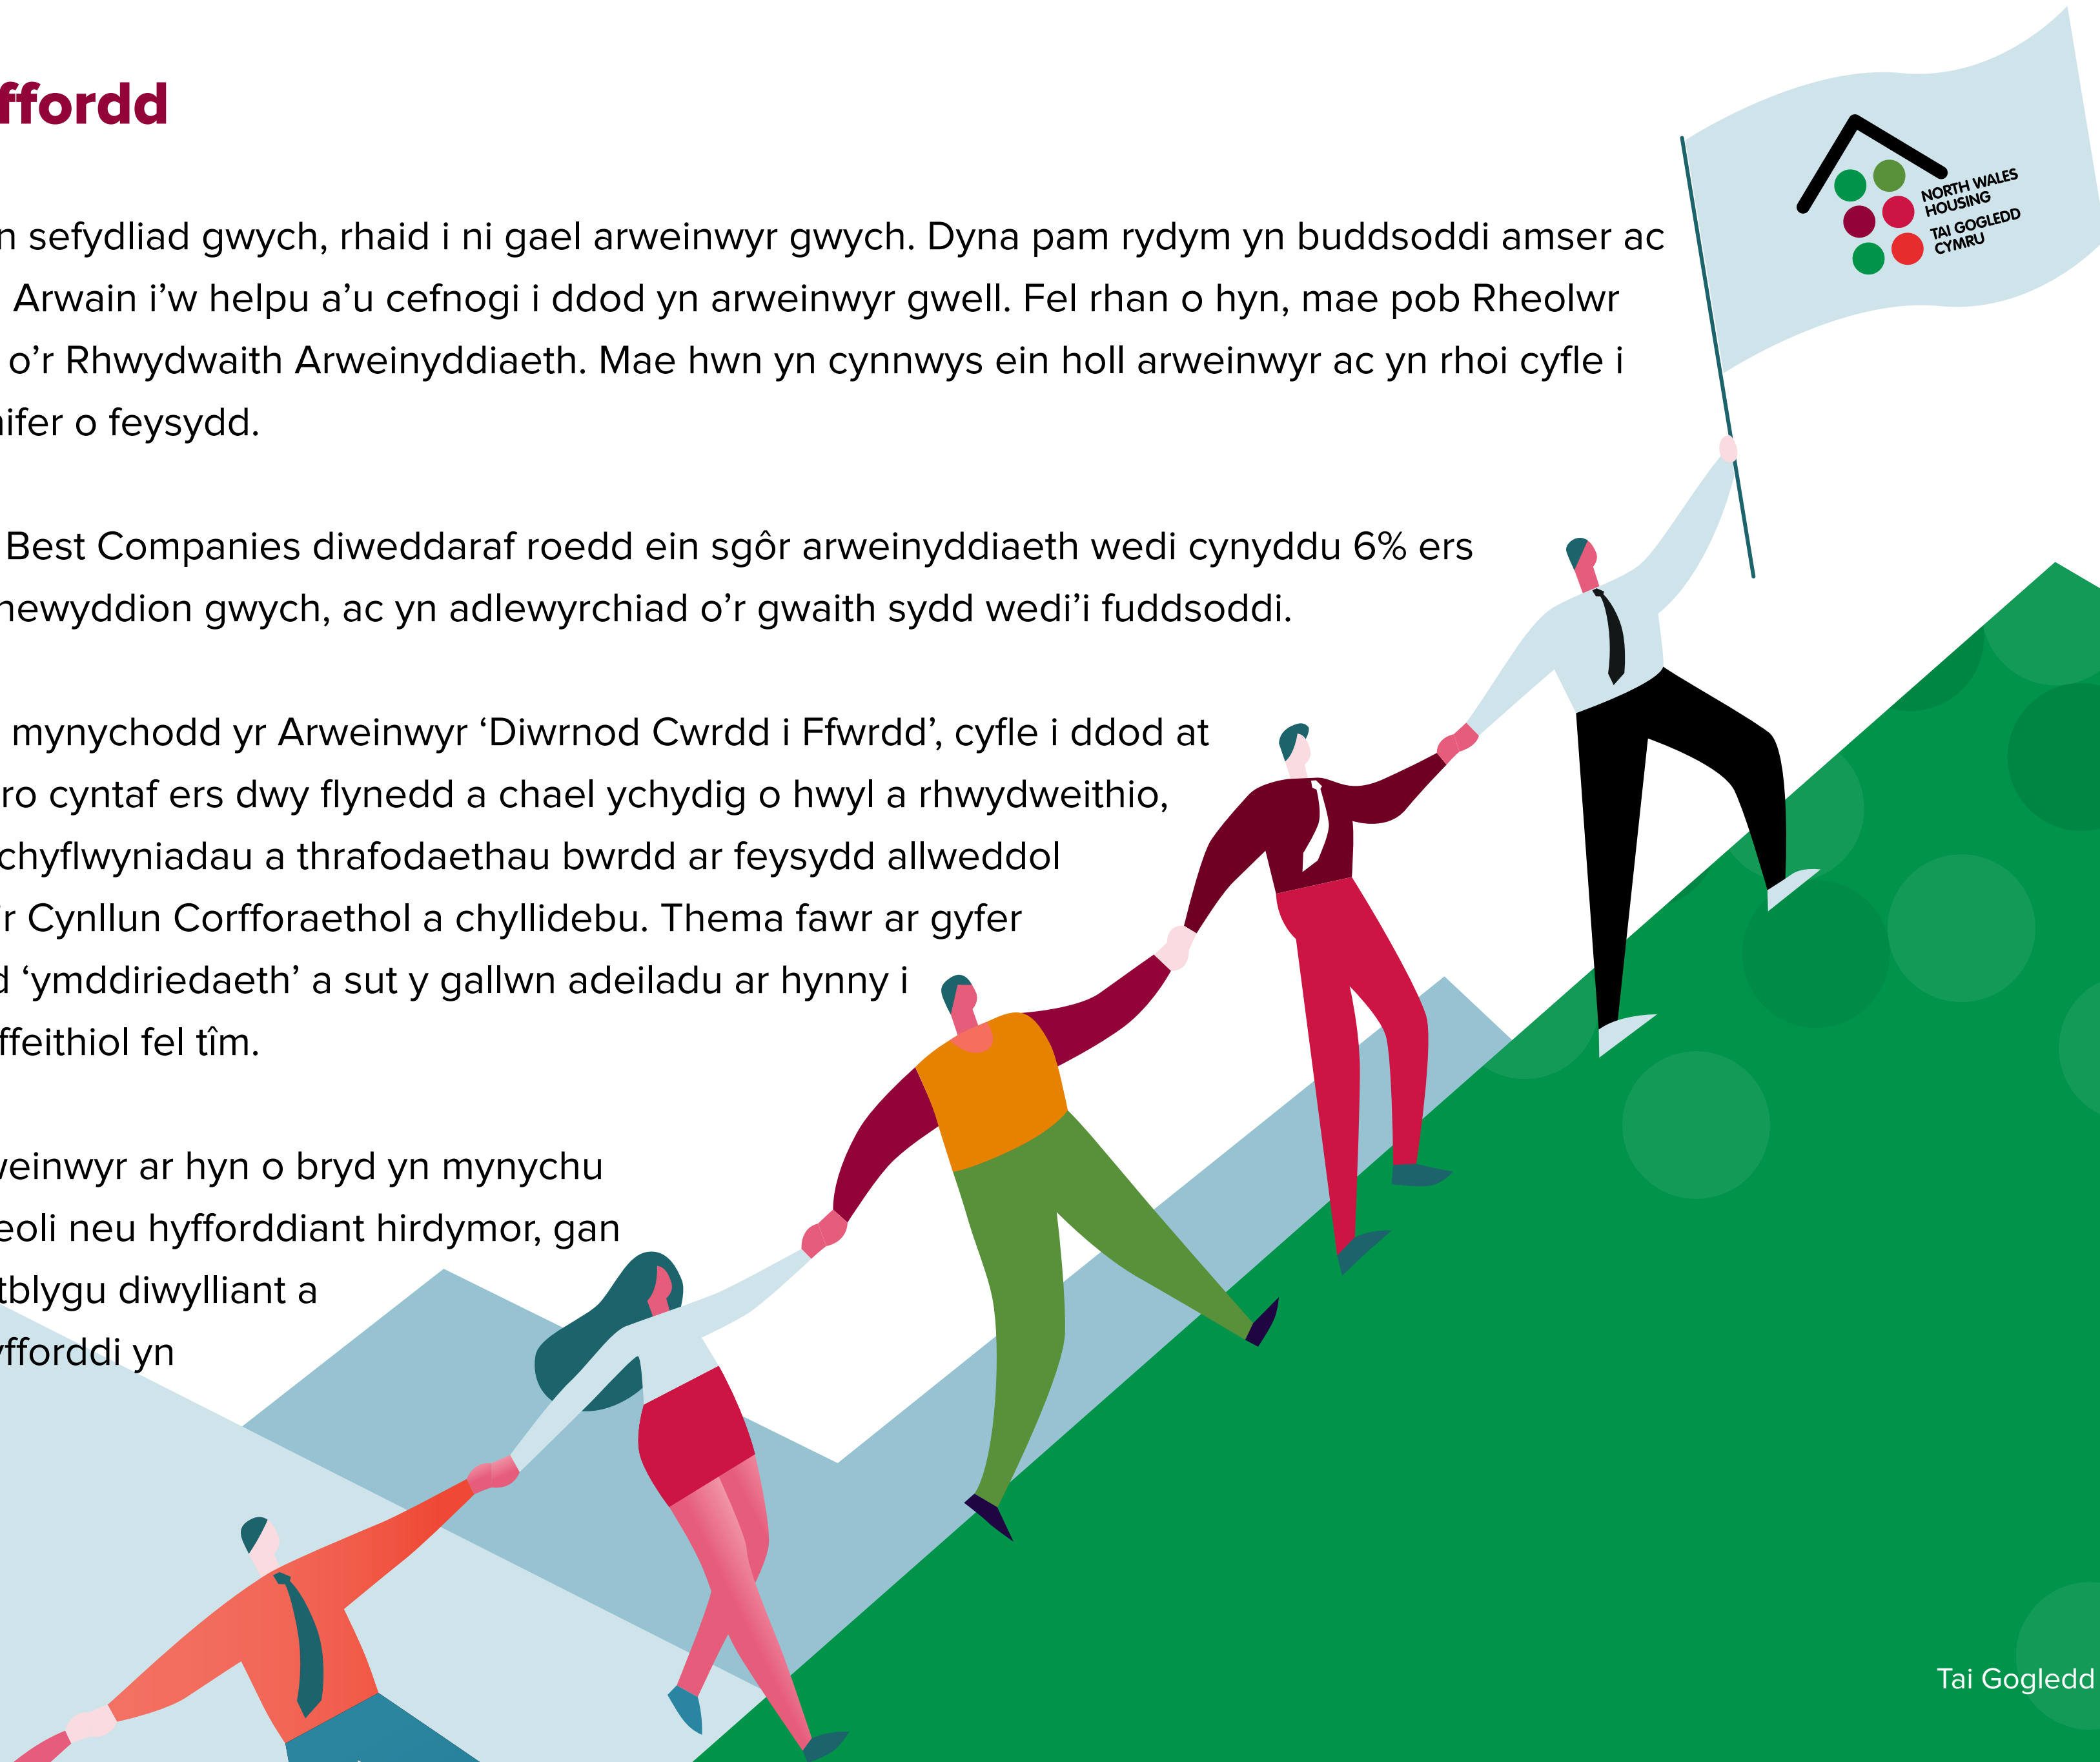 ffordd
n sefydliad gwych, rhaid i ni gael arweinwyr gwych. Dyna pam rydym yn buddsoddi amser ac
Arwain i’w helpu a’u cefnogi i ddod yn arweinwyr gwell. Fel rhan o hyn, mae pob Rheolwr
o’r Rhwydwaith Arweinyddiaeth. Mae hwn yn cynnwys ein holl arweinwyr ac yn rhoi cyfle i
nifer o feysydd.
Best Companies diweddaraf roedd ein sgôr arweinyddiaeth wedi cynyddu 6% ers
newyddion gwych, ac yn adlewyrchiad o’r gwaith sydd wedi’i fuddsoddi.
mynychodd yr Arweinwyr ‘Diwrnod Cwrdd i Ffwrdd’, cyfle i ddod at
ro cyntaf ers dwy flynedd a chael ychydig o hwyl a rhwydweithio,
chyflwyniadau a thrafodaethau bwrdd ar feysydd allweddol
’r Cynllun Corfforaethol a chyllidebu. Thema fawr ar gyfer
d ‘ymddiriedaeth’ a sut y gallwn adeiladu ar hynny i
ffeithiol fel tîm.
weinwyr ar hyn o bryd yn mynychu
eoli neu hyfforddiant hirdymor, gan
tblygu diwylliant a
yfforddi yn
NORTH WALES
HOUSING
TAI GOGLEDD
CYMRU
Tai Gogledd